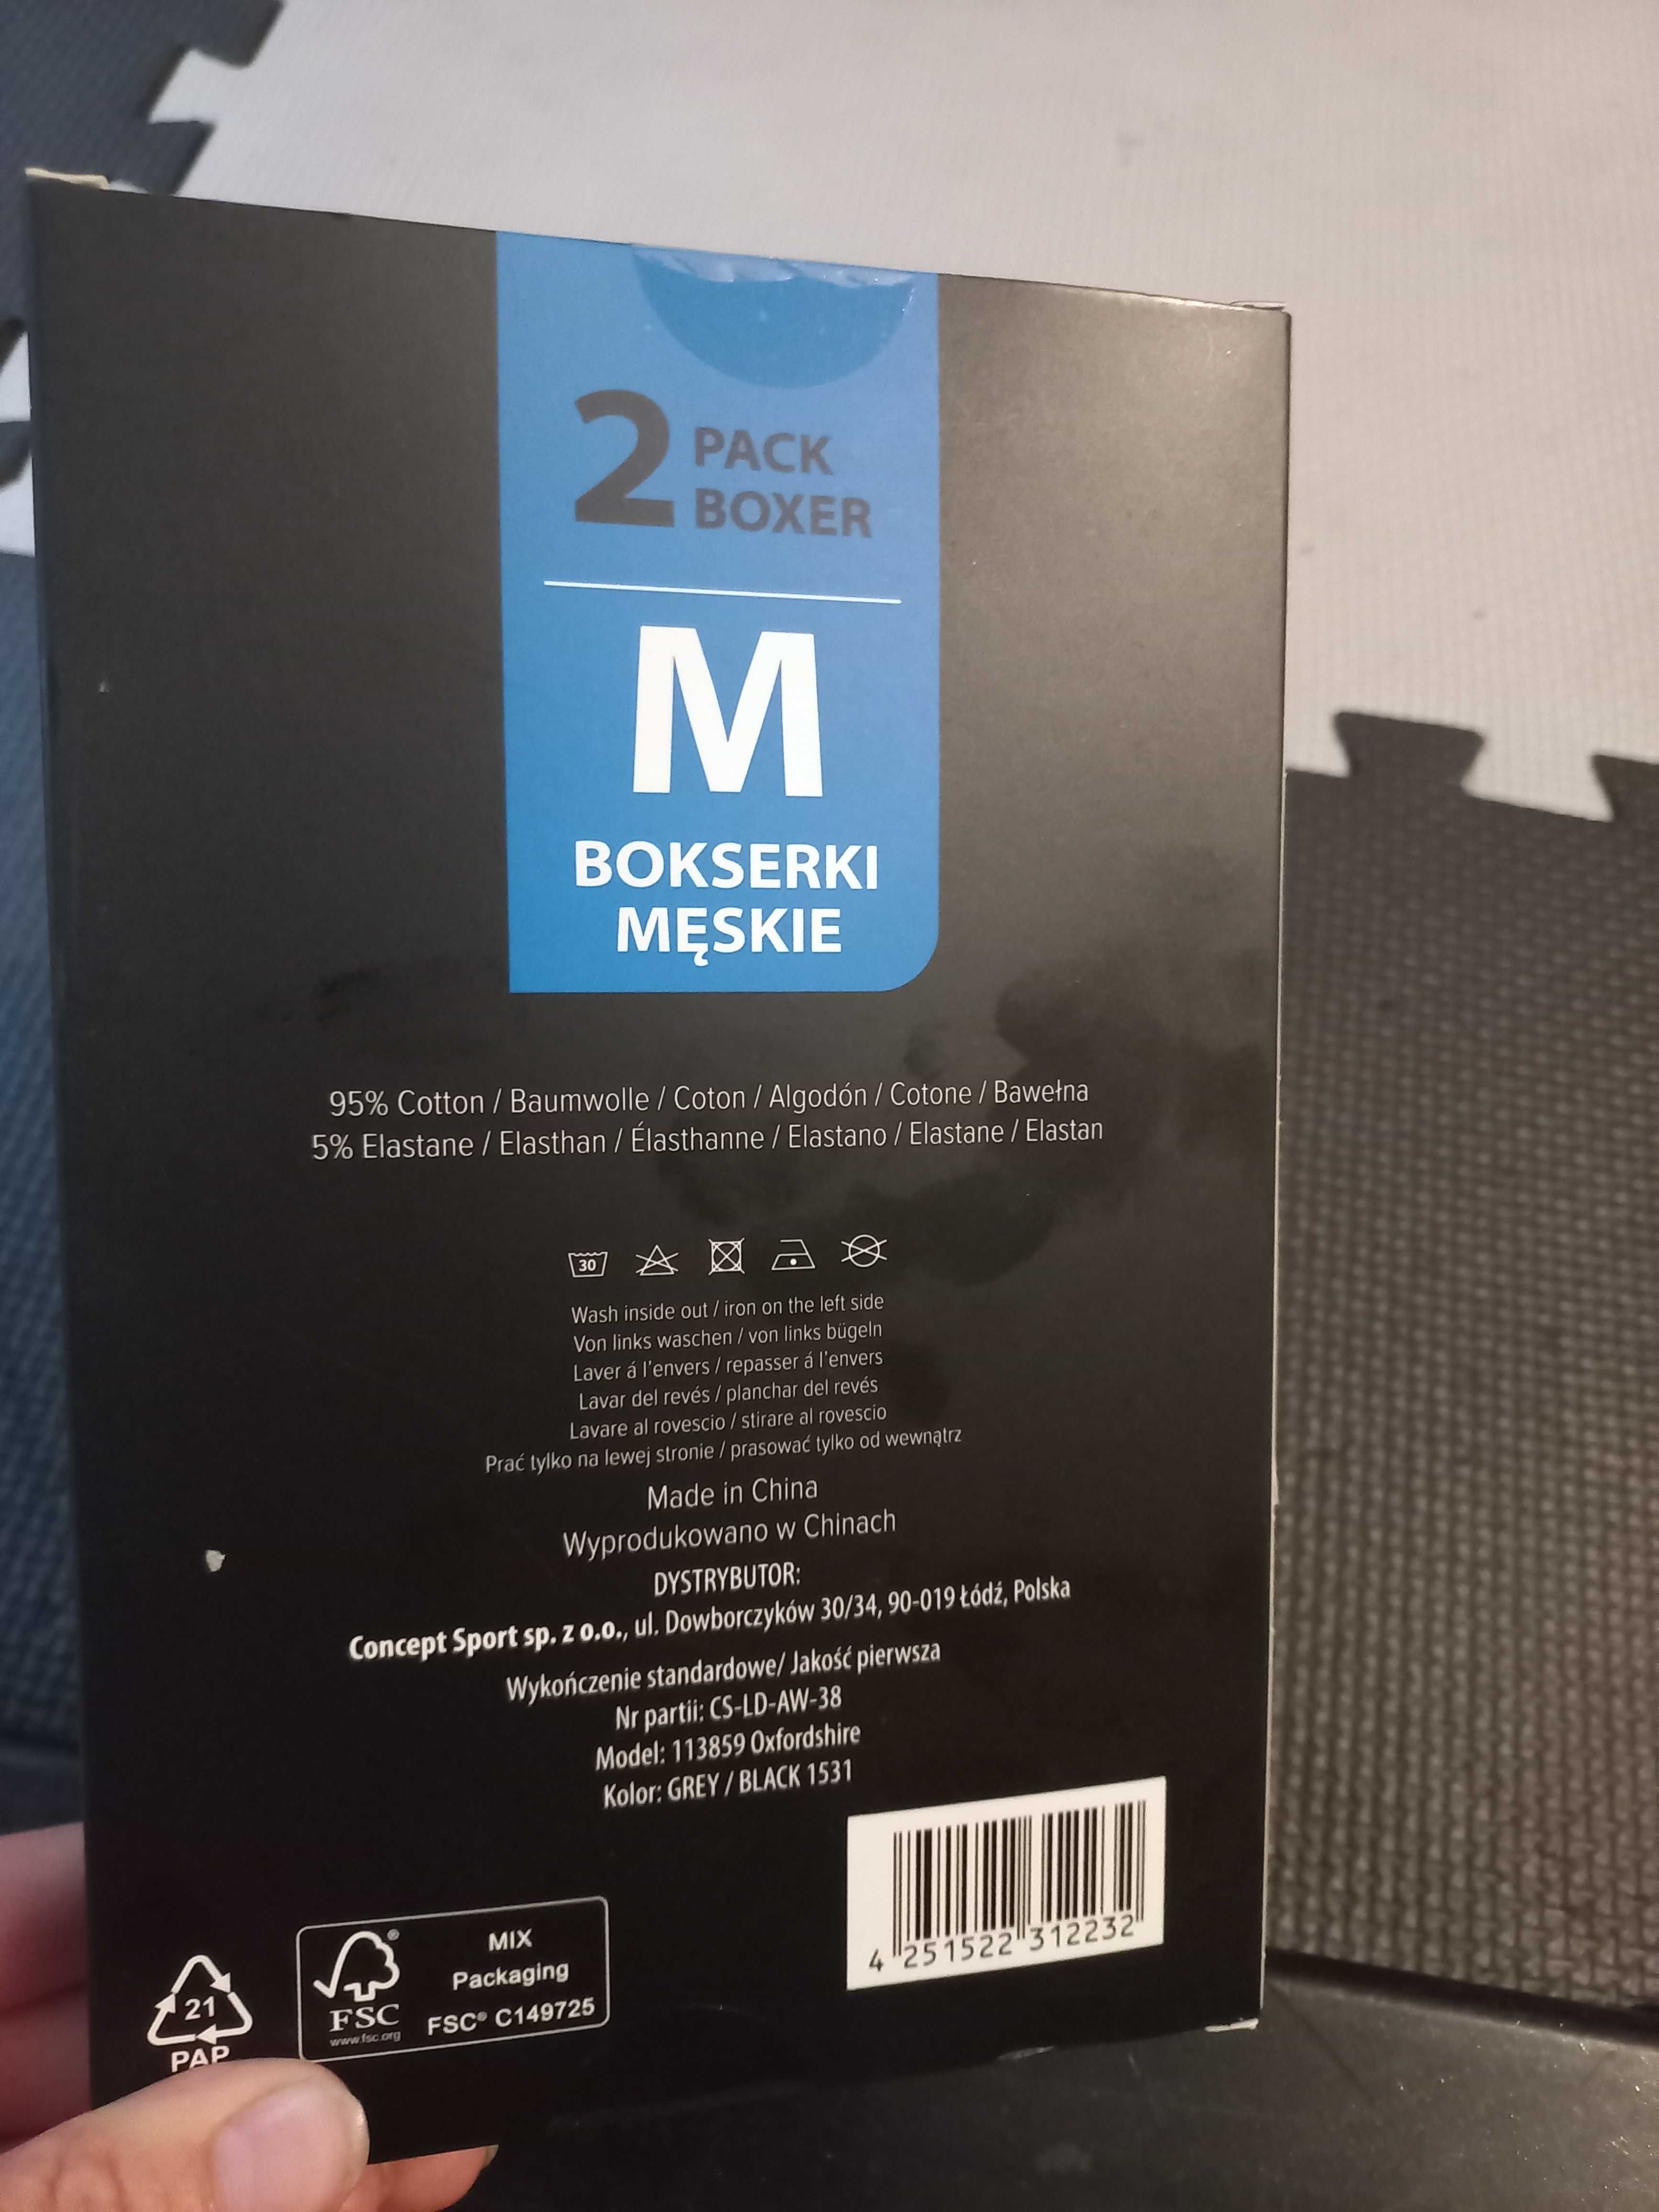 2 PACK
BOXER
M
BOKSERKI
MĘSKIE
95% Cotton / Baumwolle / Coton / Algodón / Cotone / Bawełna
5% Elastane / Elasthan / Élasthanne / Elastano / Elastane / Elastan
30
Wash inside out / iron on the left side
Von links waschen / von links bügeln
Laver á l'envers / repasser á l'envers
Lavar del revés / planchar del revés
Lavare al rovescio / stirare al rovescio
Prać tylko na lewej stronie / prasować tylko od wewnątrz
Made in China
Wyprodukowano w Chinach
DYSTRYBUTOR:
Concept Sport sp. z o.o., ul. Dowborczyków 30/34, 90-019 Łódź, Polska
Wykończenie standardowe/ Jakość pierwsza
Nr partii: CS-LD-AW-38
Model: 113859 Oxfordshire
Kolor: GREY / BLACK 1531
4 251522 312232
21
PAP
FSC®
www.fsc.org
MIX
Packaging
FSC® C149725